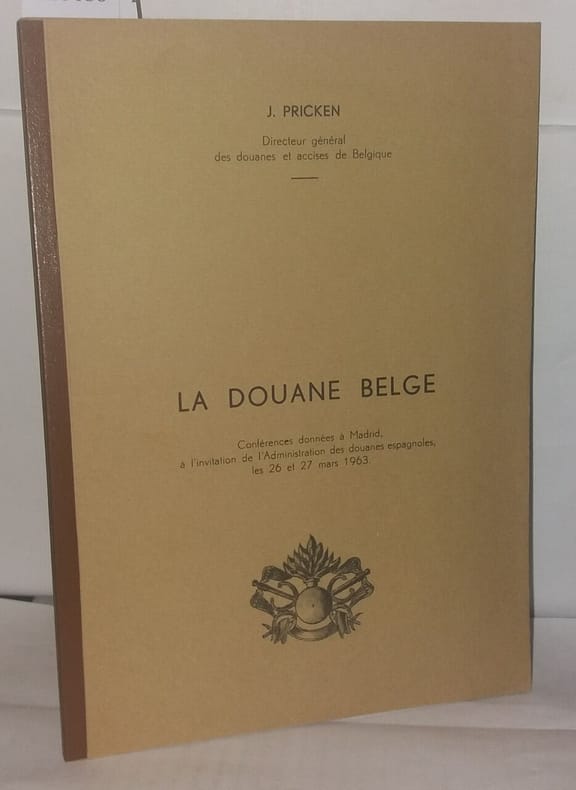 J. PRICKEN
Directeur général
des douanes et accises de Belgique
LA DOUANE BELGE
Conférences données à Madrid,
à l'invitation de l'Administration des douanes espagnoles,
les 26 et 27 mars 1963.